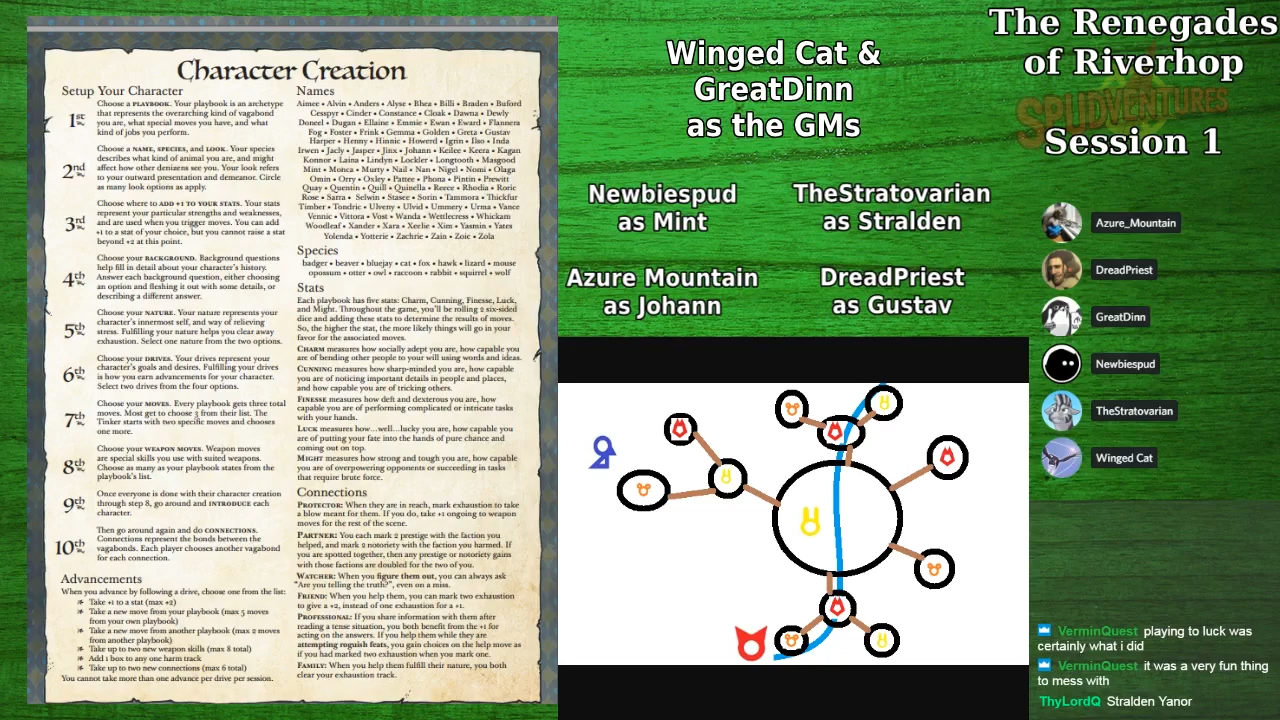 Character Creation
Setup Your Character
1st
Choose a PLAYBOOK. Your playbook is an archetype
that represents the overarching kind of vagabond
you are, what special moves you have, and what
kind of jobs you perform.
2nd
Choose a NAME, SPECIES, and LOOK. Your species
describes what kind of animal you are, and might
affect how other denizens see you. Your look refers
to your outward presentation and demeanor. Circle
as many look options as apply.
3rd
Choose where to ADD +1 TO YOUR STATS. Your stats
represent your particular strengths and weaknesses,
and are used when you trigger moves. You can add
+1 to a stat of your choice, but you cannot raise a stat
beyond +2 at this point.
4th
Choose your BACKGROUND. Background questions
help fill in detail about your character's history.
Answer each background question, either choosing
an option and fleshing it out with some details, or
describing a different answer.
5th
Choose your NATURE. Your nature represents your
character's innermost self, and way of relieving
stress. Fulfilling your nature helps you clear away
exhaustion. Select one nature from the two options.
6th
Choose your DRIVES. Your drives represent your
character's goals and desires. Fulfilling your drives
is how you earn advancements for your character.
Select two drives from the four options.
7th
Choose your MOVES. Every playbook gets three total
moves. Most get to choose 3 from their list. The
Tinker starts with two specific moves and chooses
one more.
8th
Choose your WEAPON MOVES. Weapon moves
are special skills you use with suited weapons.
Choose as many as your playbook states from the
playbook's list.
9th
Once everyone is done with their character creation
through step 8, go around and INTRODUCE each
character.
10th
Then go around again and do CONNECTIONS.
Connections represent the bonds between the
vagabonds. Each player chooses another vagabond
for each connection.
Advancements
When you advance by following a drive, choose one from the list:
Take +1 to a stat (max +2)
Take a new move from your playbook (max 5 moves
from your own playbook)
Take a new move from another playbook (max 2 moves
from another playbook)
Take up to two new weapon skills (max 8 total)
Add 1 box to any one harm track
Take up to two new connections (max 6 total)
You cannot take more than one advance per drive per session.
Names
Aimee • Alvin • Anders • Alyse • Bhea • Billi • Braden • Buford
Cesspyr • Cinder • Constance • Cloak • Dawna • Dewly
Doneel • Dugan • Ellaine • Emmie • Ewan • Eward • Flannera
Fog • Foster • Frink • Gemma • Golden • Greta • Gustav
Harper • Henny • Hinnic • Howerd • Igrin • Ilso • Inda
Irwen • Jacly • Jasper • Jinx • Johann • Keilee • Keera • Kagan
Konnor • Laina • Lindyn • Lockler • Longtooth • Masgood
Mint • Monca • Murty • Nail • Nan • Nigel • Nomi • Olaga
Omin • Orry • Oxley • Pattee • Phona • Pintin • Prewitt
Quay • Quentin • Quill • Quinella • Reece • Rhodia • Roric
Rose • Sarra • Selwin • Stasee • Sorin • Tammora • Thickfur
Timber • Tondric • Ulveny • Ulvid • Ummery • Urma • Vance
Vennic • Vittora • Vost • Wanda • Wettlecress • Whickam
Woodleaf • Xander • Xara • Xeelie • Xim • Yasmin • Yates
Yolenda • Yotterie • Zachrie • Zain • Zoic • Zola
Species
badger • beaver • bluejay • cat • fox • hawk • lizard • mouse
opossum • otter • owl • raccoon • rabbit • squirrel • wolf
Stats
Each playbook has five stats: Charm, Cunning, Finesse, Luck,
and Might. Throughout the game, you'll be rolling 2 six-sided
dice and adding these stats to determine the results of moves.
So, the higher the stat, the more likely things will go in your
favor for the associated moves.
CHARM measures how socially adept you are, how capable you
are of bending other people to your will using words and ideas.
CUNNING measures how sharp-minded you are, how capable
you are of noticing important details in people and places,
and how capable you are of tricking others.
FINESSE measures how deft and dexterous you are, how
capable you are of performing complicated or intricate tasks
with your hands.
LUCK measures how...well...lucky you are, how capable you
are of putting your fate into the hands of pure chance and
coming out on top.
MIGHT measures how strong and tough you are, how capable
you are of overpowering opponents or succeeding in tasks
that require brute force.
Connections
PROTECTOR: When they are in reach, mark exhaustion to take
a blow meant for them. If you do, take +1 ongoing to weapon
moves for the rest of the scene.
PARTNER: You each mark 2 prestige with the faction you
helped, and mark 2 notoriety with the faction you harmed. If
you are spotted together, then any prestige or notoriety gains
with those factions are doubled for the two of you.
WATCHER: When you figure them out, you can always ask
"Are you telling the truth?", even on a miss.
FRIEND: When you help them, you can mark two exhaustion
to give a +2, instead of one exhaustion for a +1.
PROFESSIONAL: If you share information with them after
reading a tense situation, you both benefit from the +1 for
acting on the answers. If you help them while they are
attempting roguish feats, you gain choices on the help move as
if you had marked two exhaustion when you mark one.
FAMILY: When you help them fulfill their nature, you both
clear your exhaustion track.
Winged Cat &
GreatDinn
as the GMs
Newbiespud
as Mint
TheStratovarian
as Stralden
Azure Mountain
as Johann
DreadPriest
as Gustav
The Renegades
of Riverhop
SPUDVENTURES
Session 1
Azure_Mountain
DreadPriest
GreatDinn
Newbiespud
TheStratovarian
Winged Cat
VerminQuest playing to luck was
certainly what i did
VerminQuest it was a very fun thing
to mess with
ThyLordQ Stralden Yanor